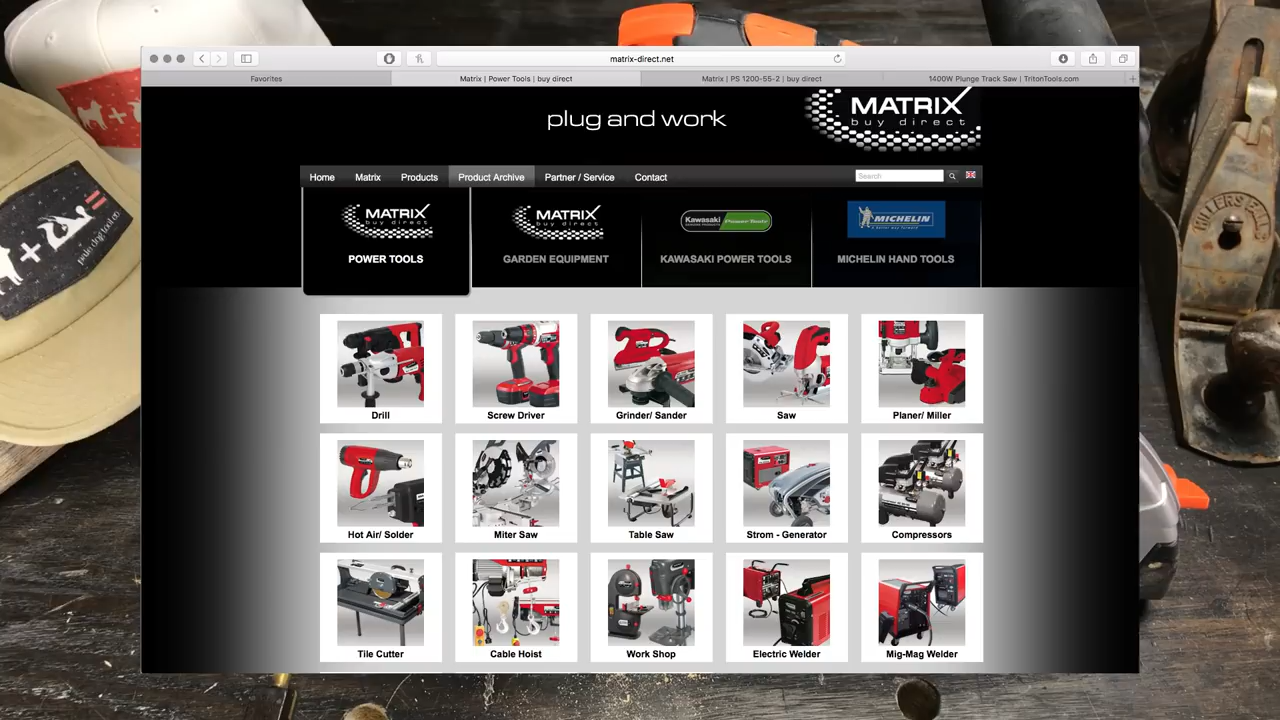 matrix-direct.net
Favorites
Matrix | Power Tools | buy direct
Matrix | PS 1200-55-2 | buy direct
1400W Plunge Track Saw | TritonTools.com
plug and work
MATRIX
buy direct
Home
Matrix
Products
Product Archive
Partner / Service
Contact
Search
MATRIX
buy direct
POWER TOOLS
MATRIX
buy direct
GARDEN EQUIPMENT
Kawasaki Power Tools
KAWASAKI POWER TOOLS
MICHELIN
MICHELIN HAND TOOLS
Drill
Screw Driver
Grinder/ Sander
Saw
Planer/ Miller
Hot Air/ Solder
Miter Saw
Table Saw
Strom - Generator
Compressors
Tile Cutter
Cable Hoist
Work Shop
Electric Welder
Mig-Mag Welder